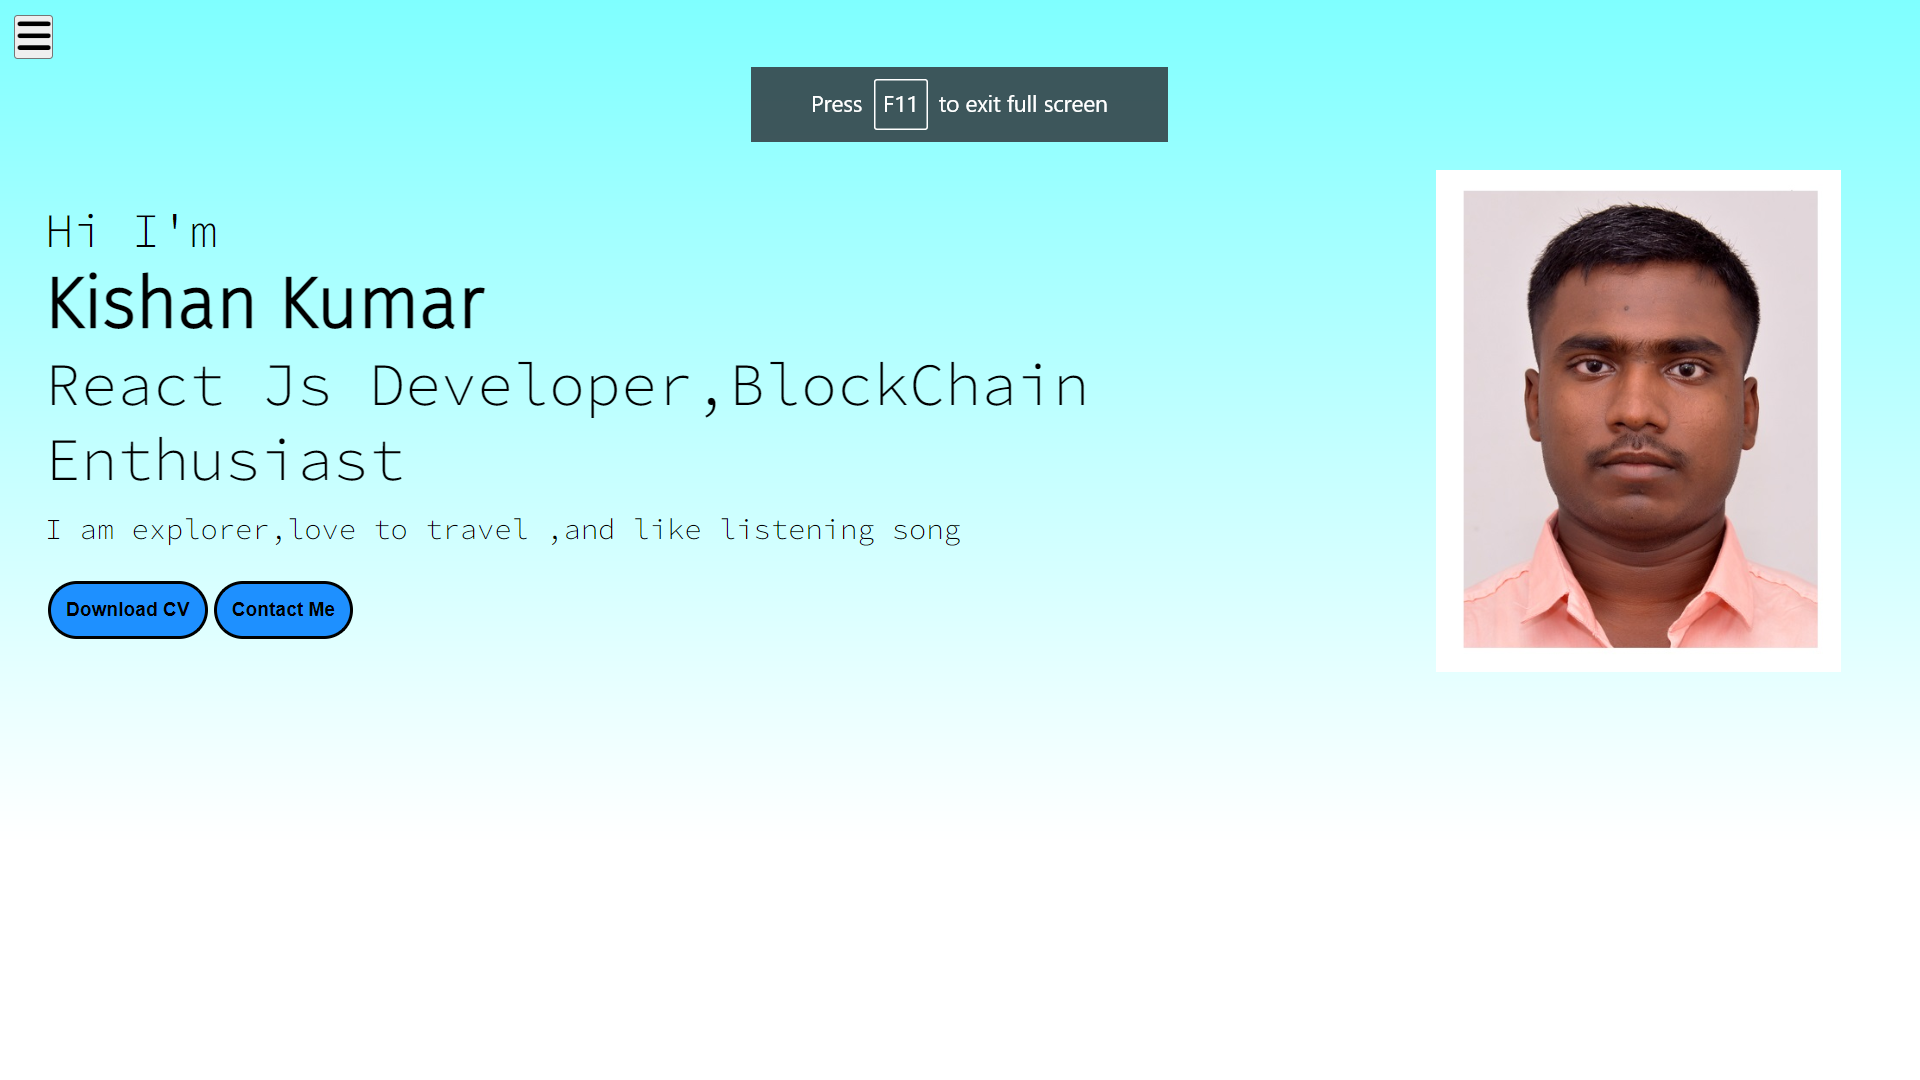 Press F11 to exit full screen
Hi I'm
Kishan Kumar
React Js Developer,BlockChain
Enthusiast
I am explorer,love to travel ,and like listening song
Download CV Contact Me